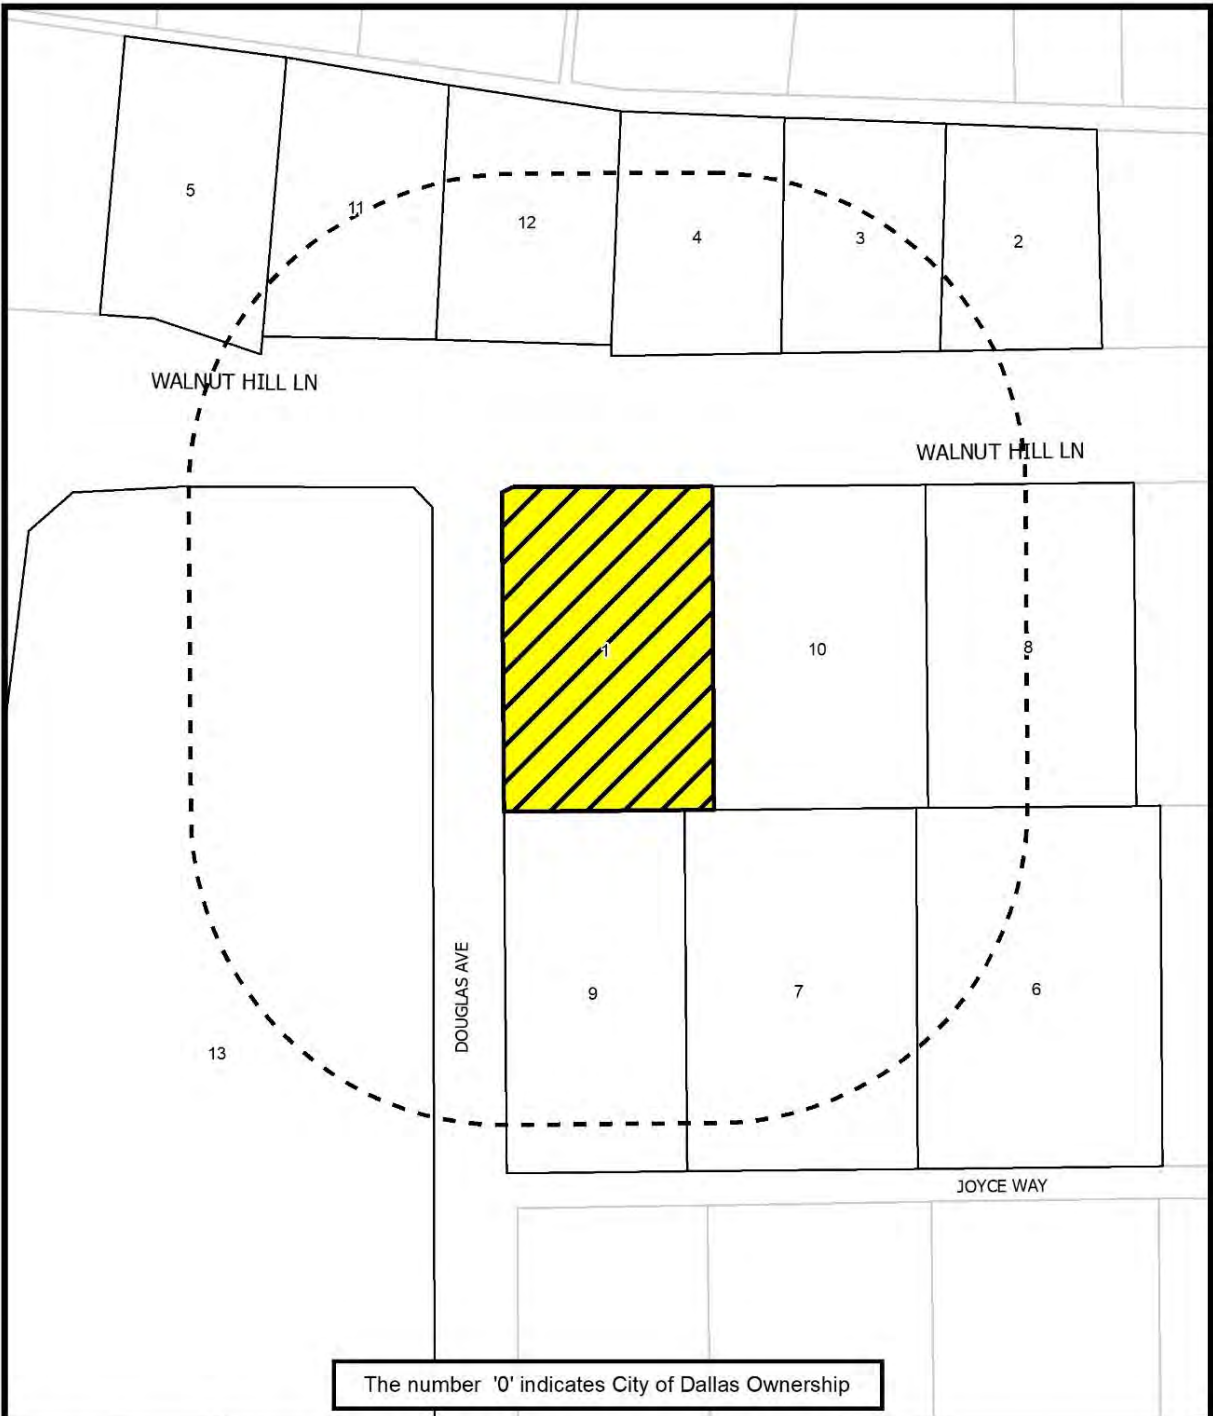 5
11
12
4
3
2
WALNUT HILL LN
WALNUT HILL LN
1
10
8
DOUGLAS AVE
9
7
6
13
JOYCE WAY
The number '0' indicates City of Dallas Ownership